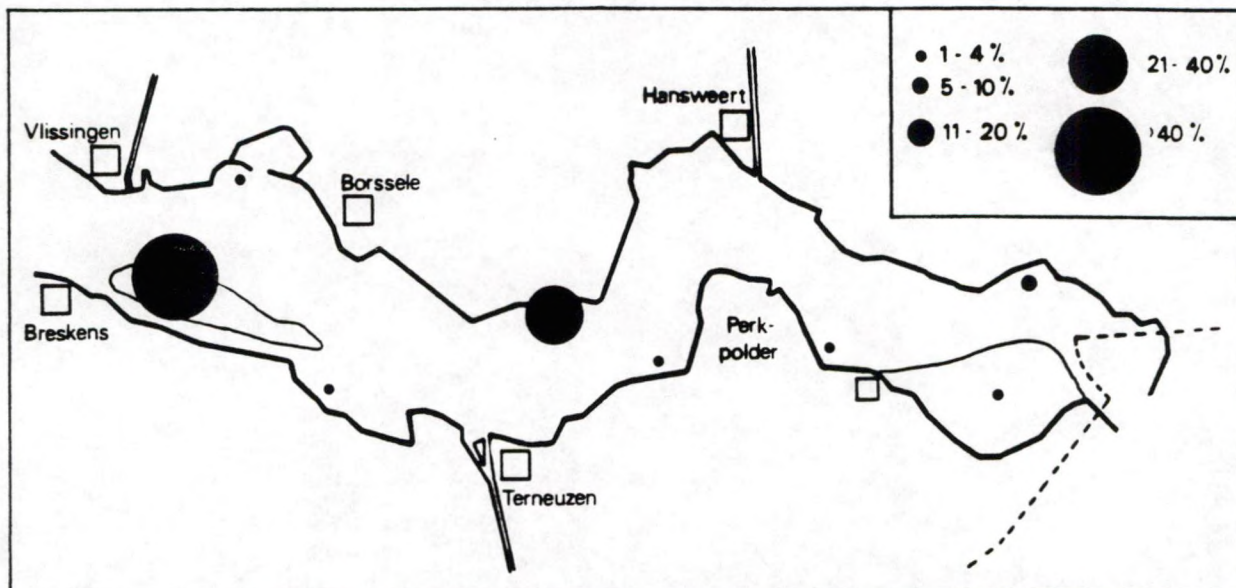 Vlissingen
Breskens
Borssele
Terneuzen
Hansweert
Perk-
polder
1 - 4 %
5 - 10 %
11 - 20 %
21 - 40 %
>40 %